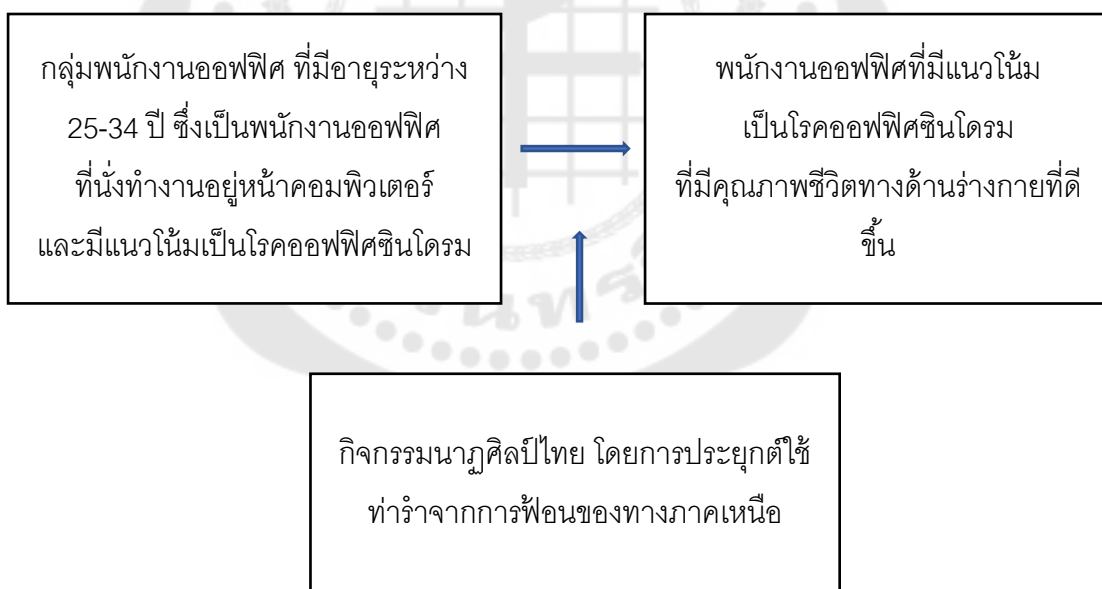 กลุ่มพนักงานออฟฟิศ ที่มีอายุระหว่าง
25-34 ปี ซึ่งเป็นพนักงานออฟฟิศ
ที่นั่งทำงานอยู่หน้าคอมพิวเตอร์
และมีแนวโน้มเป็นโรคออฟฟิศซินโดรม
พนักงานออฟฟิศที่มีแนวโน้ม
เป็นโรคออฟฟิศซินโดรม
ที่มีคุณภาพชีวิตทางด้านร่างกายที่ดี
ขึ้น
กิจกรรมนาฏศิลป์ไทย โดยการประยุกต์ใช้
ท่ารำจากการฟ้อนของทางภาคเหนือ